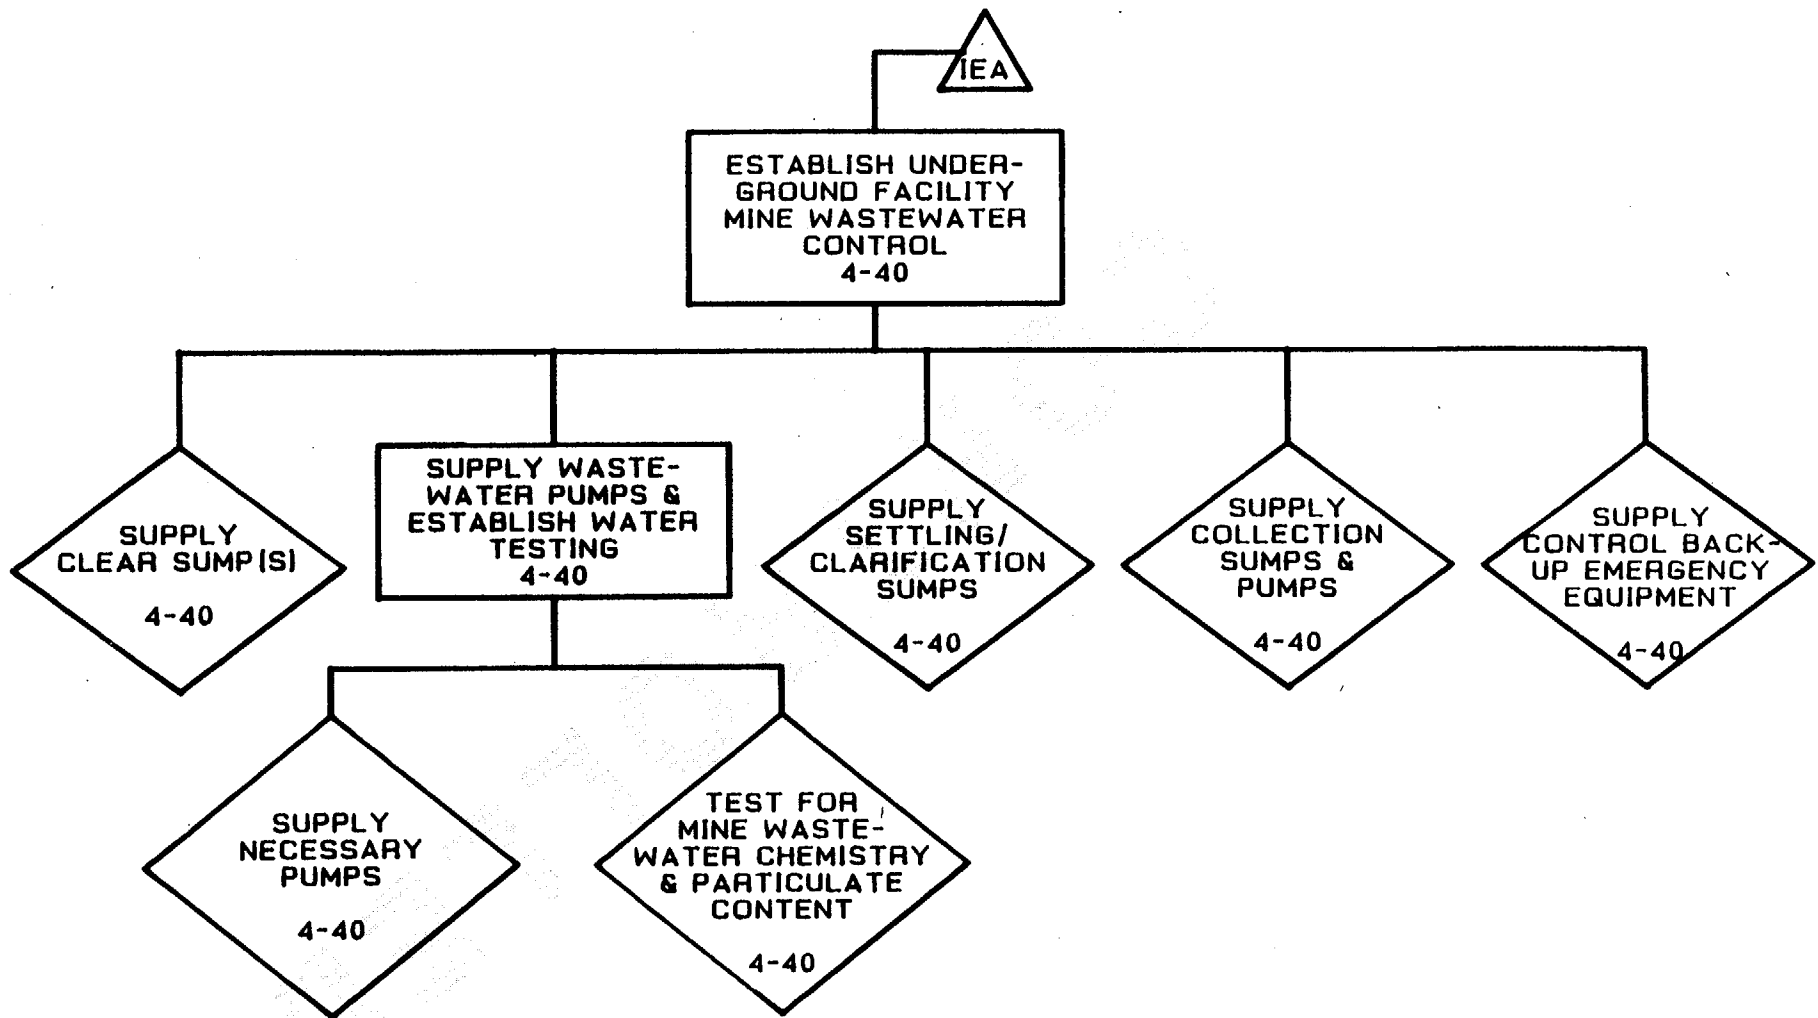 IEA
ESTABLISH UNDER-
GROUND FACILITY
MINE WASTEWATER
CONTROL
4-40
SUPPLY
CLEAR SUMP(S)
4-40
SUPPLY WASTE-
WATER PUMPS &
ESTABLISH WATER
TESTING
4-40
SUPPLY
SETTLING/
CLARIFICATION
SUMPS
4-40
SUPPLY
COLLECTION
SUMPS &
PUMPS
4-40
SUPPLY
CONTROL BACK-
UP EMERGENCY
EQUIPMENT
4-40
SUPPLY
NECESSARY
PUMPS
4-40
TEST FOR
MINE WASTE-
WATER CHEMISTRY
& PARTICULATE
CONTENT
4-40